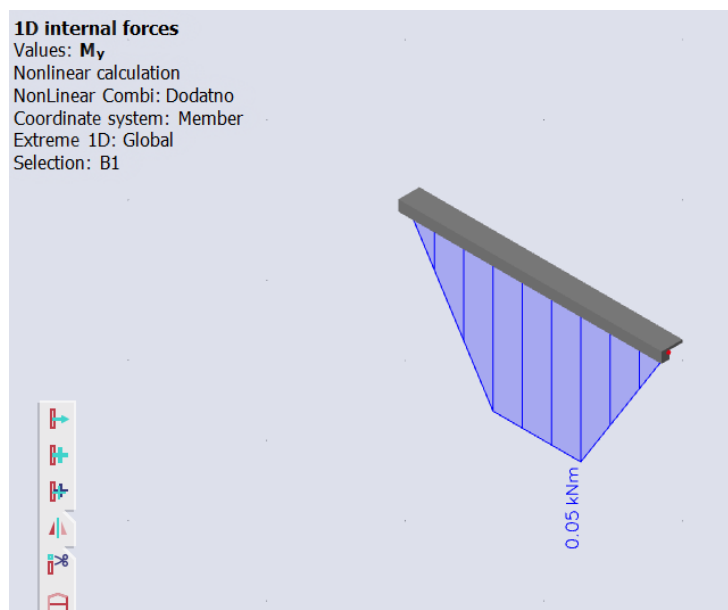 1D internal forces
Values: My
Nonlinear calculation
NonLinear Combi: Dodatno
Coordinate system: Member
Extreme 1D: Global
Selection: B1
0.05 kNm